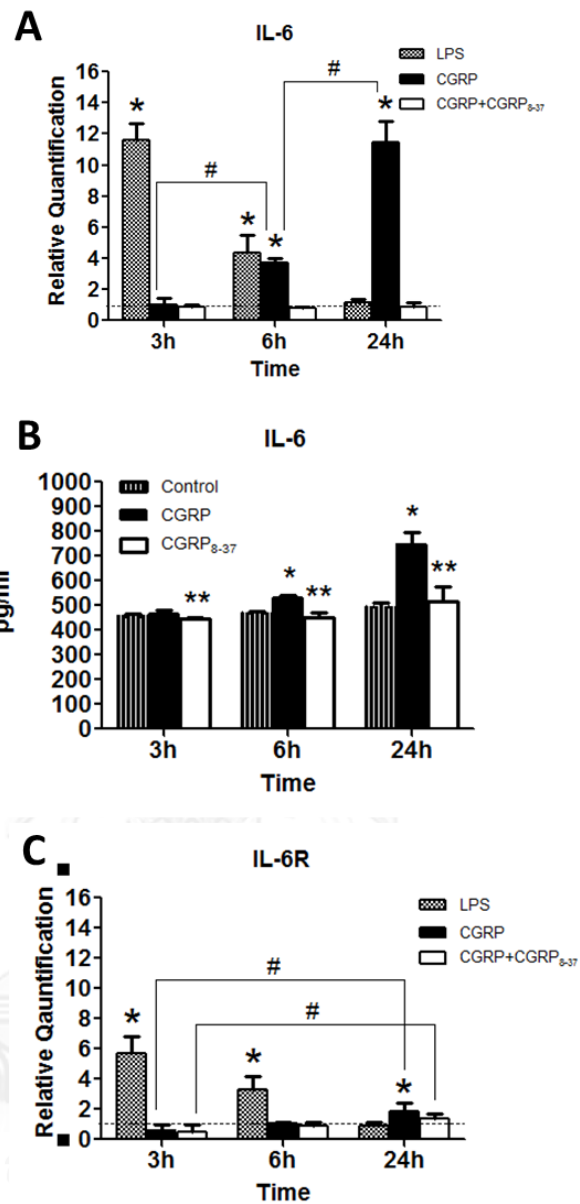 A
IL-6
LPS
CGRP
CGRP+CGRP8-37
Relative Quantification
16
14
12
10
8
6
4
2
0
*
#
*
*
#
*
3h
6h
24h
Time
B
IL-6
Control
CGRP
CGRP8-37
pg/ml
1000
900
800
700
600
500
400
300
200
100
0
**
*
**
*
**
3h
6h
24h
Time
C
IL-6R
LPS
CGRP
CGRP+CGRP8-37
Relative Qauntification
16
14
12
10
8
6
4
2
0
#
#
*
*
*
3h
6h
24h
Time